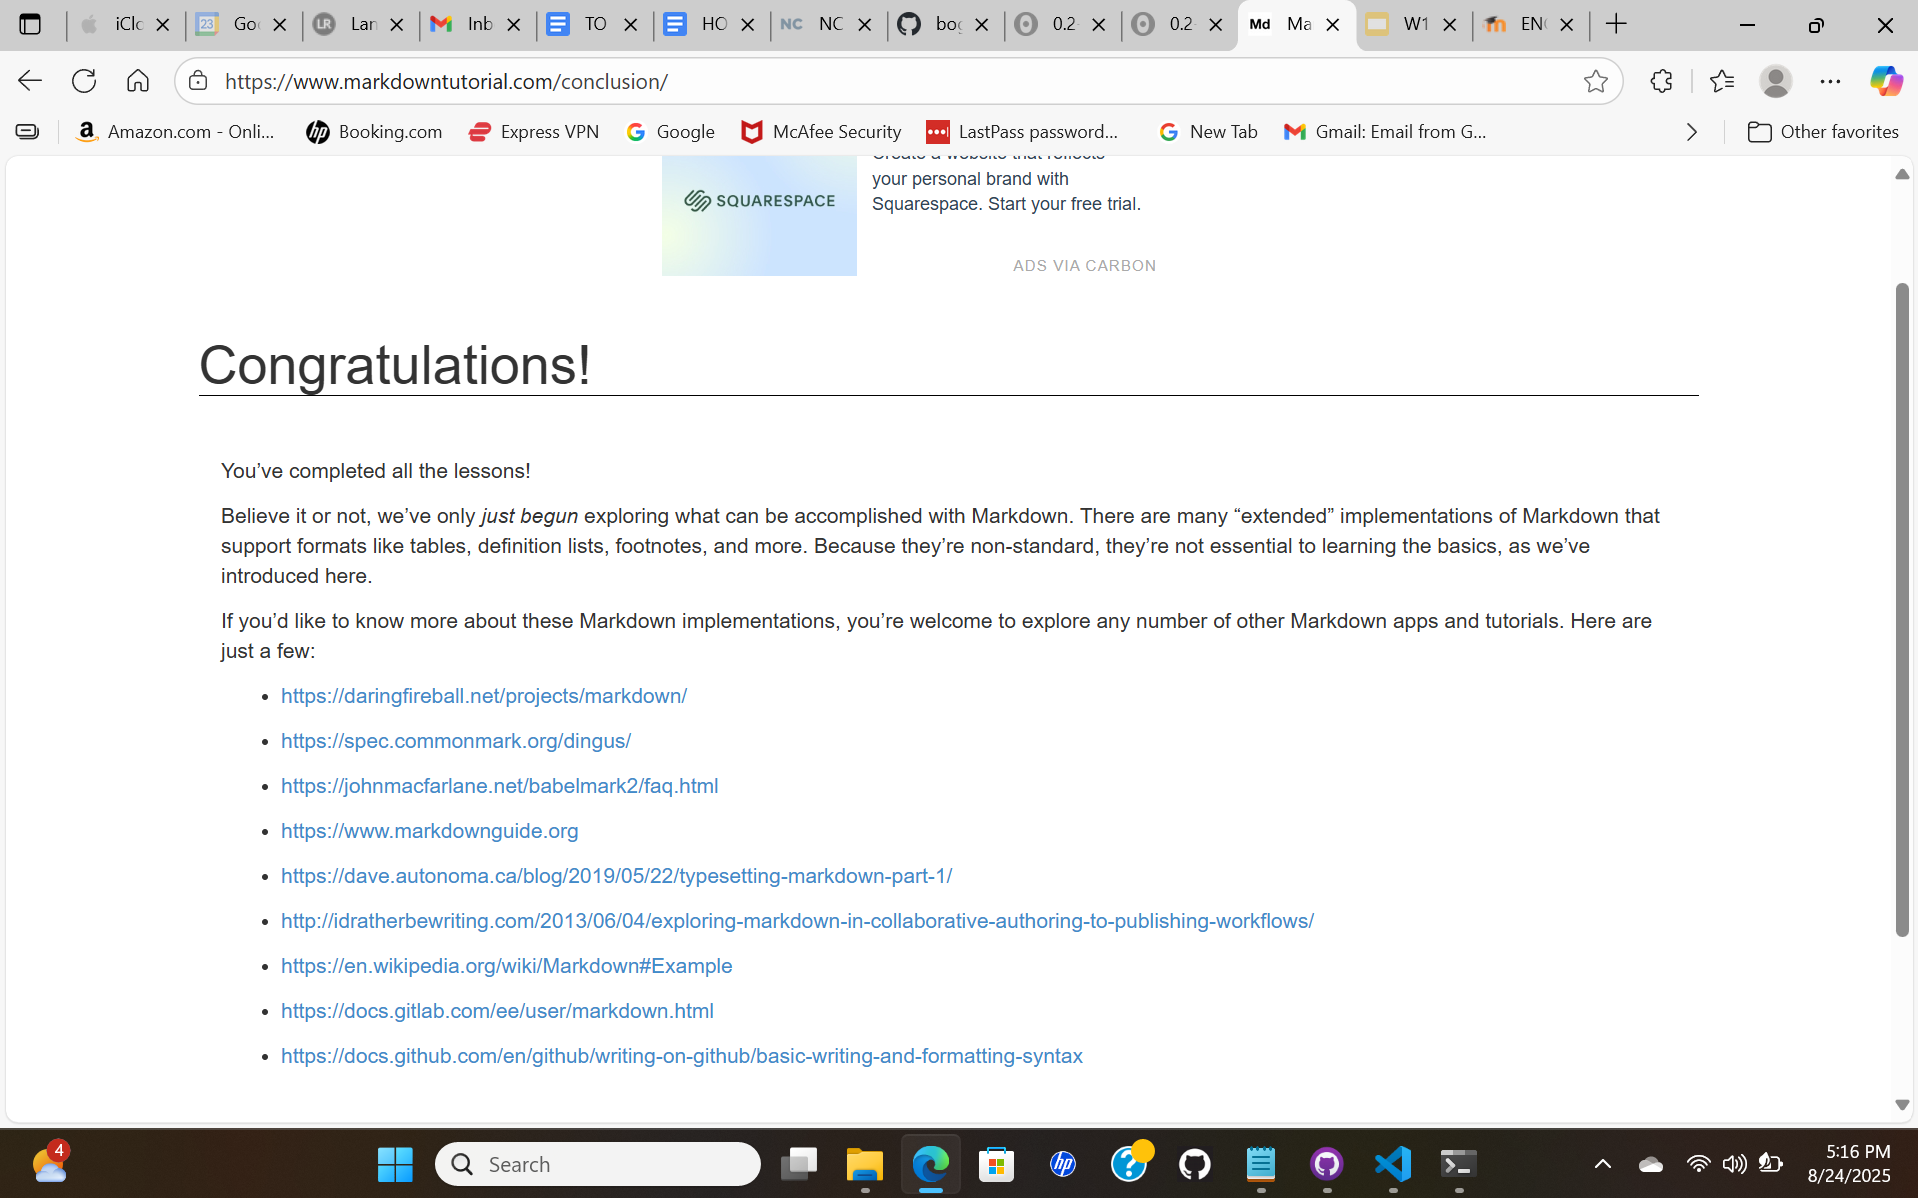 iClo
23
Goo
LR
Lan
Inb
TO
HO
NC
NC
bog
0.2
0.2
Md
Ma
W1
ENG
https://www.markdowntutorial.com/conclusion/
Amazon.com - Onli...
Booking.com
Express VPN
Google
McAfee Security
LastPass password...
New Tab
Gmail: Email from G...
Other favorites
Create a website that reflects
your personal brand with
Squarespace. Start your free trial.
SQUARESPACE
ADS VIA CARBON
Congratulations!
You’ve completed all the lessons!
Believe it or not, we’ve only just begun exploring what can be accomplished with Markdown. There are many “extended” implementations of Markdown that
support formats like tables, definition lists, footnotes, and more. Because they’re non-standard, they’re not essential to learning the basics, as we’ve
introduced here.
If you’d like to know more about these Markdown implementations, you’re welcome to explore any number of other Markdown apps and tutorials. Here are
just a few:
• https://daringfireball.net/projects/markdown/
• https://spec.commonmark.org/dingus/
• https://johnmacfarlane.net/babelmark2/faq.html
• https://www.markdownguide.org
• https://dave.autonoma.ca/blog/2019/05/22/typesetting-markdown-part-1/
• http://idratherbewriting.com/2013/06/04/exploring-markdown-in-collaborative-authoring-to-publishing-workflows/
• https://en.wikipedia.org/wiki/Markdown#Example
• https://docs.gitlab.com/ee/user/markdown.html
• https://docs.github.com/en/github/writing-on-github/basic-writing-and-formatting-syntax
4
Search
hp
5:16 PM
8/24/2025